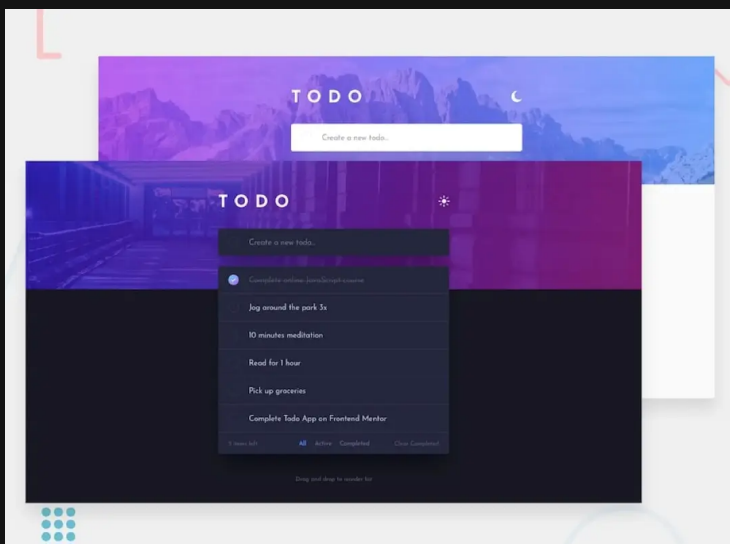 TODO
Create a new todo...
TODO
Create a new todo...
Complete online JavaScript course
Jog around the park 3x
10 minutes meditation
Read for 1 hour
Pick up groceries
Complete Todo App on Frontend Mentor
5 items left
All Active Completed
Clear Completed
Drag and drop to reorder list